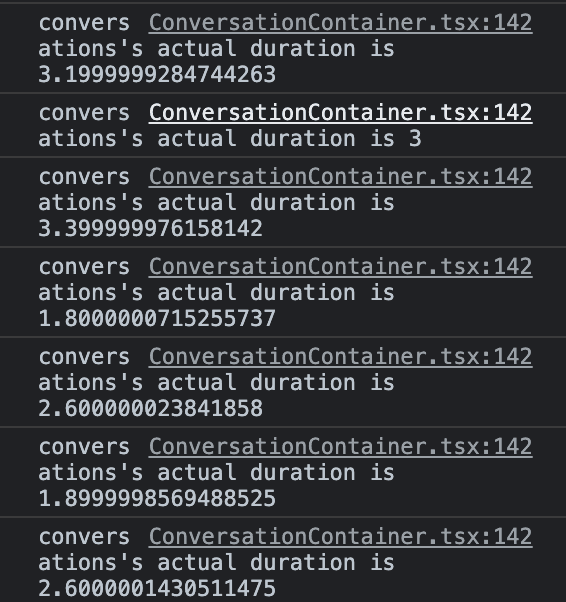 convers ConversationContainer.tsx:142
ations's actual duration is
3.1999999284744263
convers ConversationContainer.tsx:142
ations's actual duration is 3
convers ConversationContainer.tsx:142
ations's actual duration is
3.399999976158142
convers ConversationContainer.tsx:142
ations's actual duration is
1.8000000715255737
convers ConversationContainer.tsx:142
ations's actual duration is
2.600000023841858
convers ConversationContainer.tsx:142
ations's actual duration is
1.8999998569488525
convers ConversationContainer.tsx:142
ations's actual duration is
2.6000001430511475